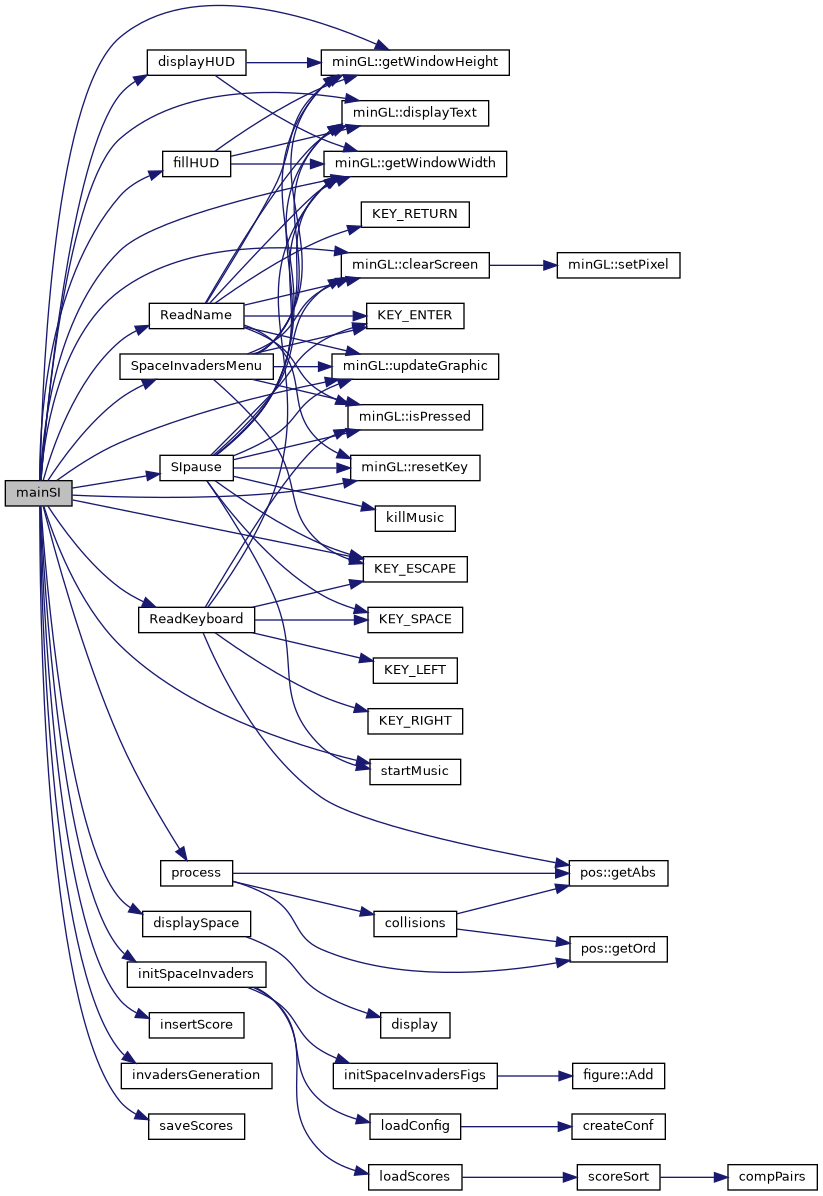 displayHUD
minGL::getWindowHeight
minGL::displayText
fillHUD
minGL::getWindowWidth
KEY_RETURN
minGL::clearScreen
minGL::setPixel
ReadName
KEY_ENTER
SpaceInvadersMenu
minGL::updateGraphic
minGL::isPressed
SIpause
minGL::resetKey
mainSI
killMusic
KEY_ESCAPE
ReadKeyboard
KEY_SPACE
KEY_LEFT
KEY_RIGHT
startMusic
process
pos::getAbs
displaySpace
collisions
pos::getOrd
initSpaceInvaders
insertScore
display
invadersGeneration
initSpaceInvadersFigs
figure::Add
saveScores
loadConfig
createConf
loadScores
scoreSort
compPairs